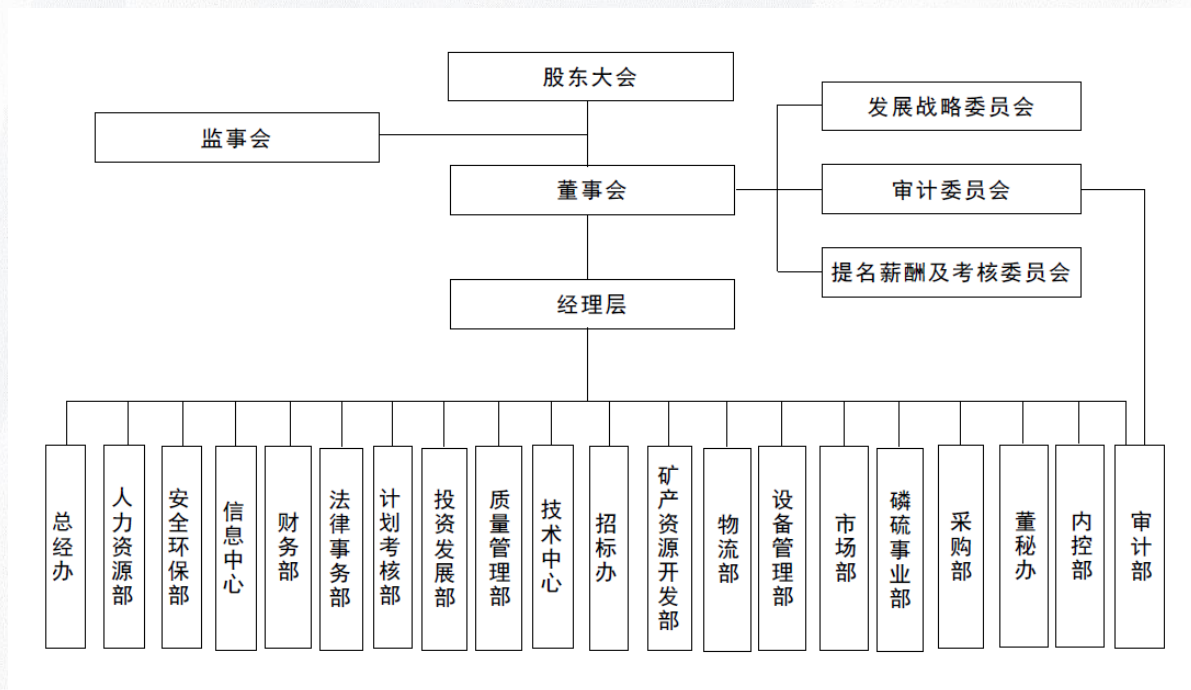 股东大会
发展战略委员会
监事会
董事会
审计委员会
提名薪酬及考核委员会
经理层
总经办
人力资源部
安全环保部
信息中心
财务部
法律事务部
计划考核部
投资发展部
质量管理部
技术中心
招标办
矿产资源开发部
物流部
设备管理部
市场部
磷硫事业部
采购部
董秘办
内控部
审计部